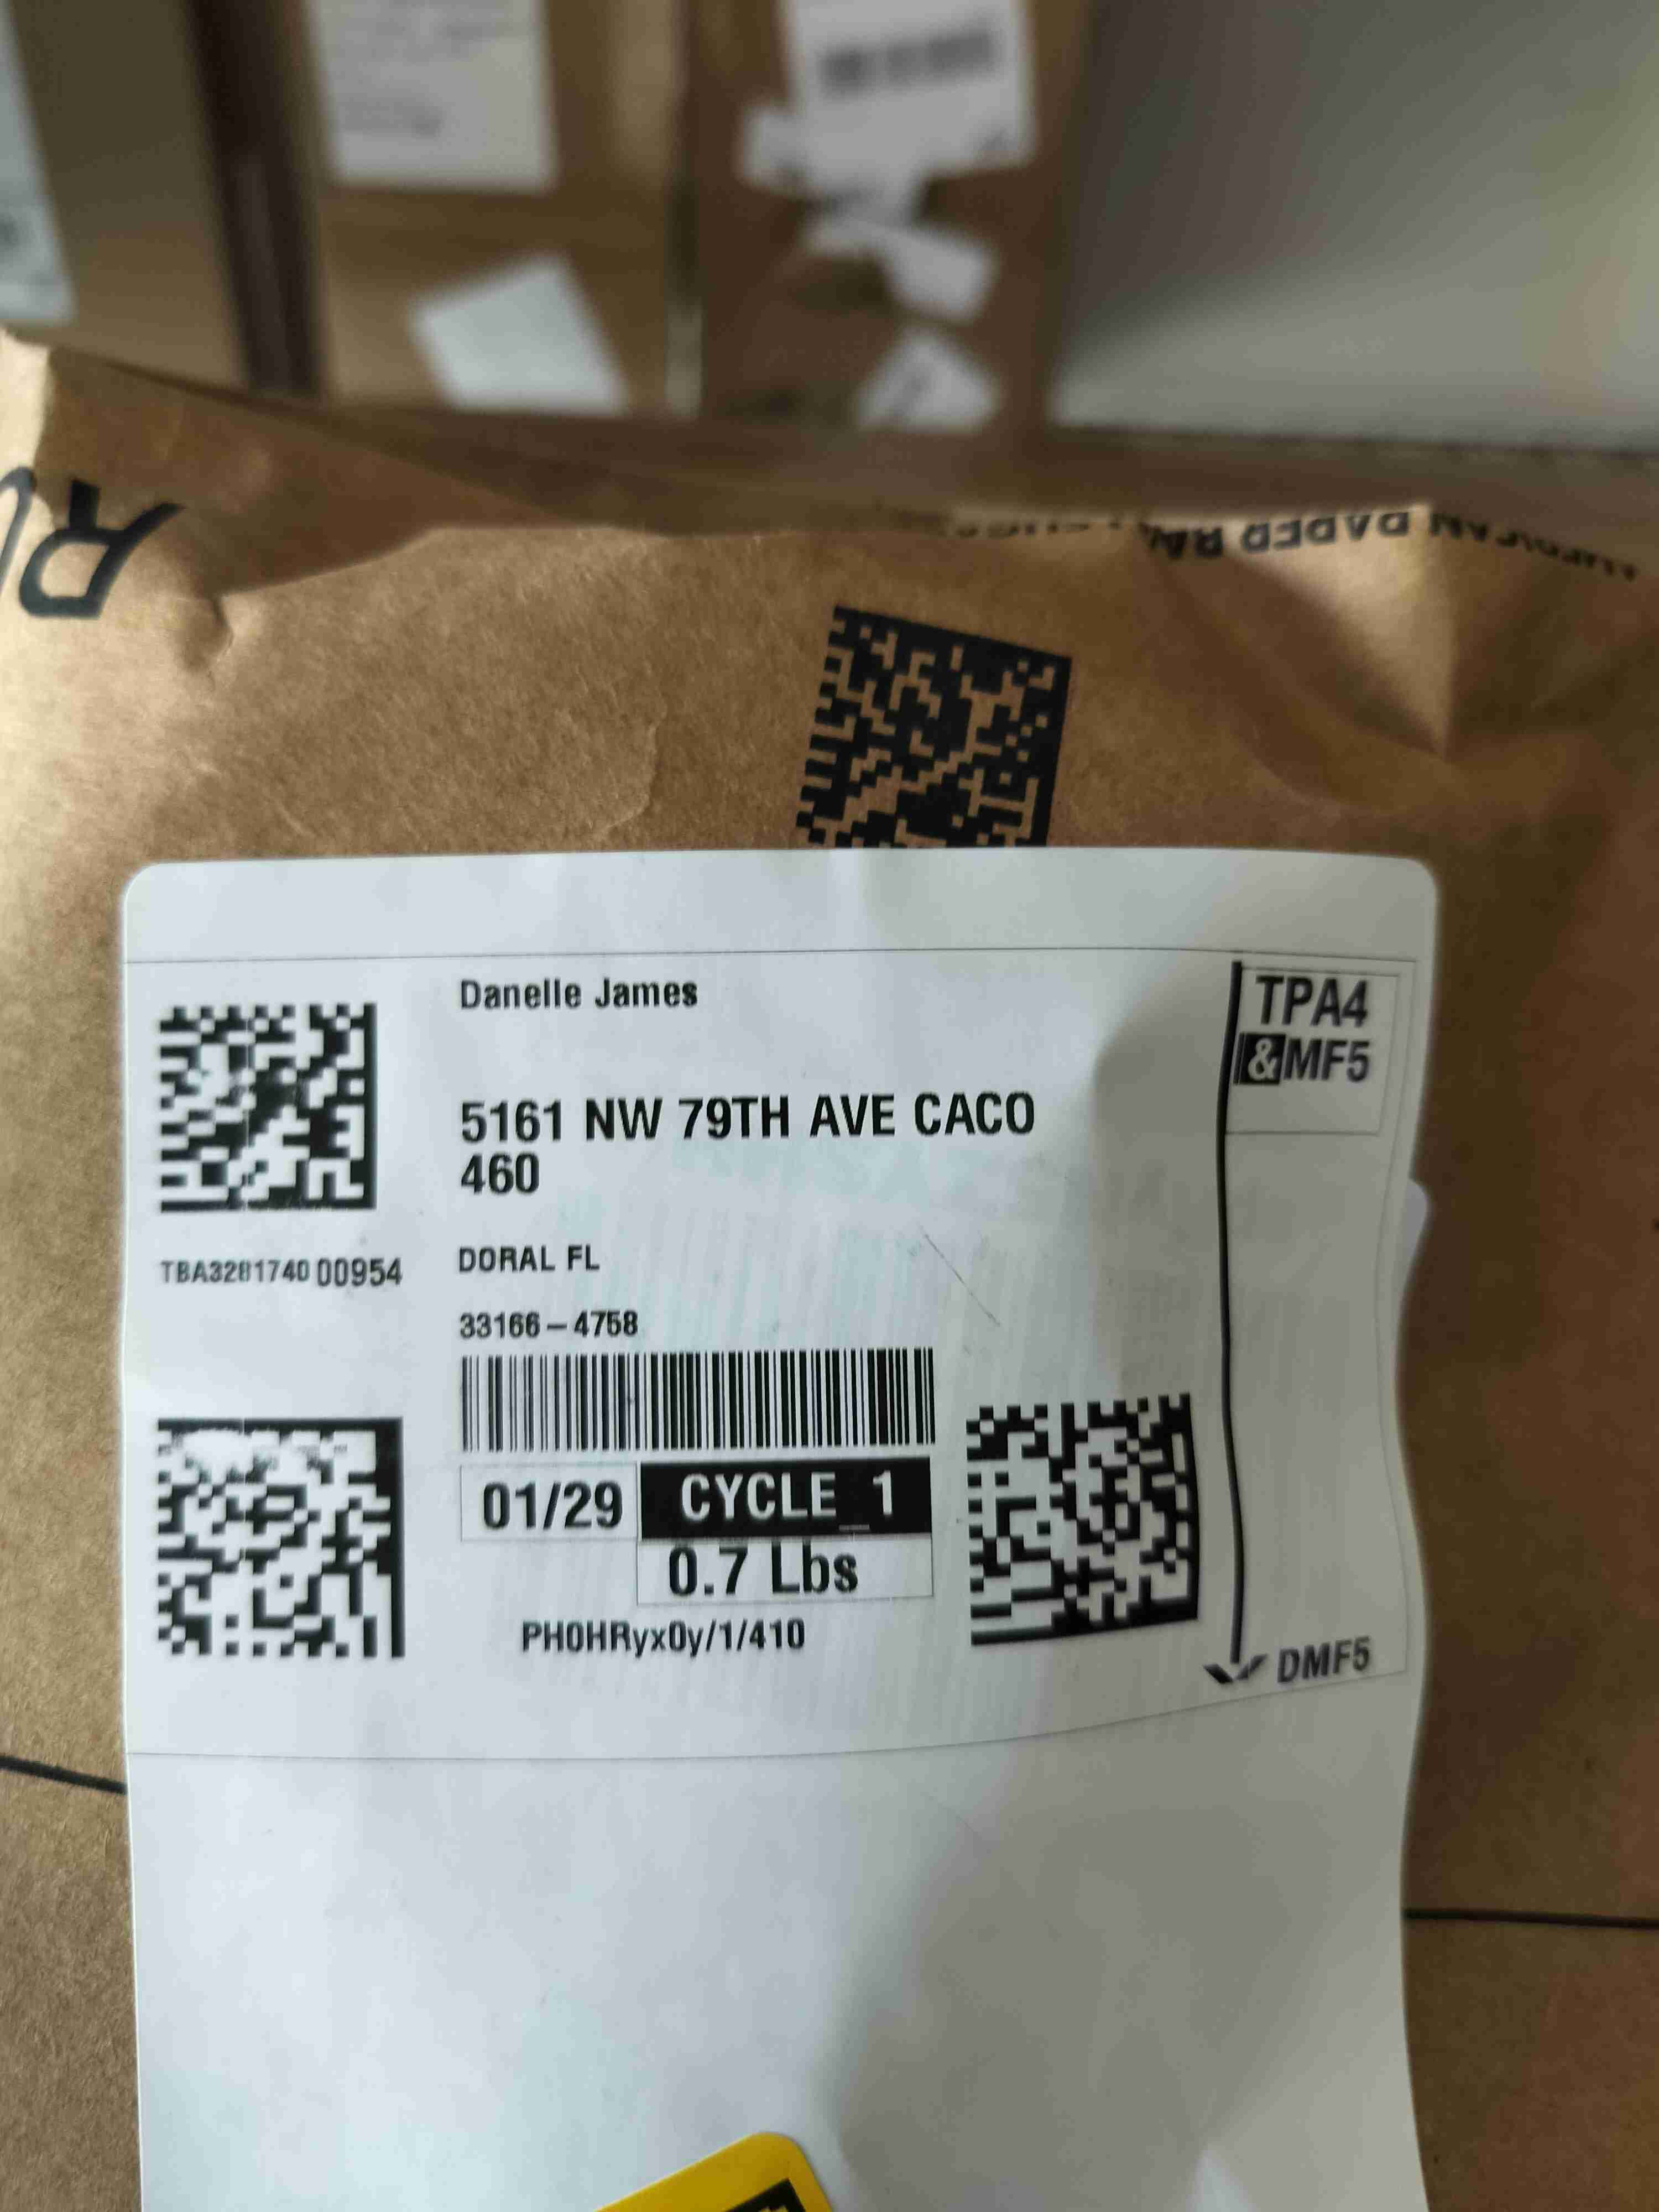 Danelle James
TPA4
&MF5
5161 NW 79TH AVE CACO
460
TBA328174000954
DORAL FL
33166-4758
01/29
CYCLE_1
0.7 Lbs
PH0HRyx0y/1/410
DMF5